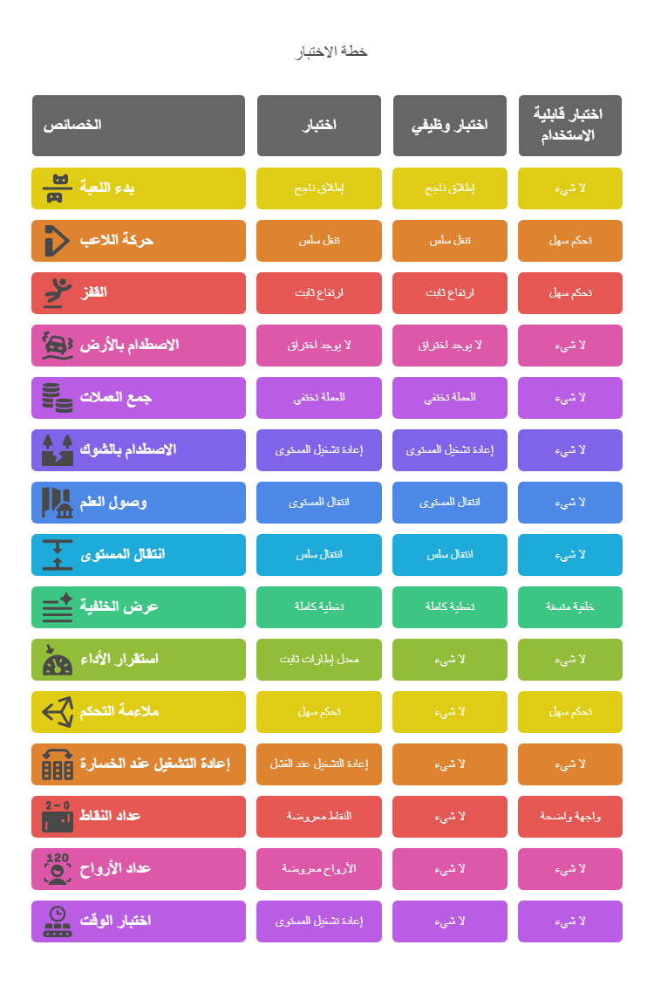 خطة الاختبار
الخصائص
اختبار
اختبار وظيفي
اختبار قابلية
الاستخدام
بدء اللعبة
إطلاق ناجح
إطلاق ناجح
لا شيء
حركة اللاعب
تنقل سلس
تنقل سلس
تحكم سهل
القفز
ارتفاع ثابت
ارتفاع ثابت
تحكم سهل
الاصطدام بالأرض
لا يوجد اختراق
لا يوجد اختراق
لا شيء
جمع العملات
العملة تختفي
العملة تختفي
لا شيء
الاصطدام بالشوك
إعادة تشغيل المستوى
إعادة تشغيل المستوى
لا شيء
وصول العلم
انتقال المستوى
انتقال المستوى
لا شيء
انتقال المستوى
انتقال سلس
انتقال سلس
لا شيء
عرض الخلفية
تغطية كاملة
تغطية كاملة
خلفية متسقة
استقرار الأداء
معدل إطارات ثابت
لا شيء
لا شيء
ملاءمة التحكم
تحكم سهل
لا شيء
تحكم سهل
إعادة التشغيل عند الخسارة
إعادة التشغيل عند الفشل
لا شيء
لا شيء
2-0
عداد النقاط
النقاط معروضة
لا شيء
واجهة واضحة
120
عداد الأرواح
الأرواح معروضة
لا شيء
لا شيء
اختبار الوقت
إعادة تشغيل المستوى
لا شيء
لا شيء